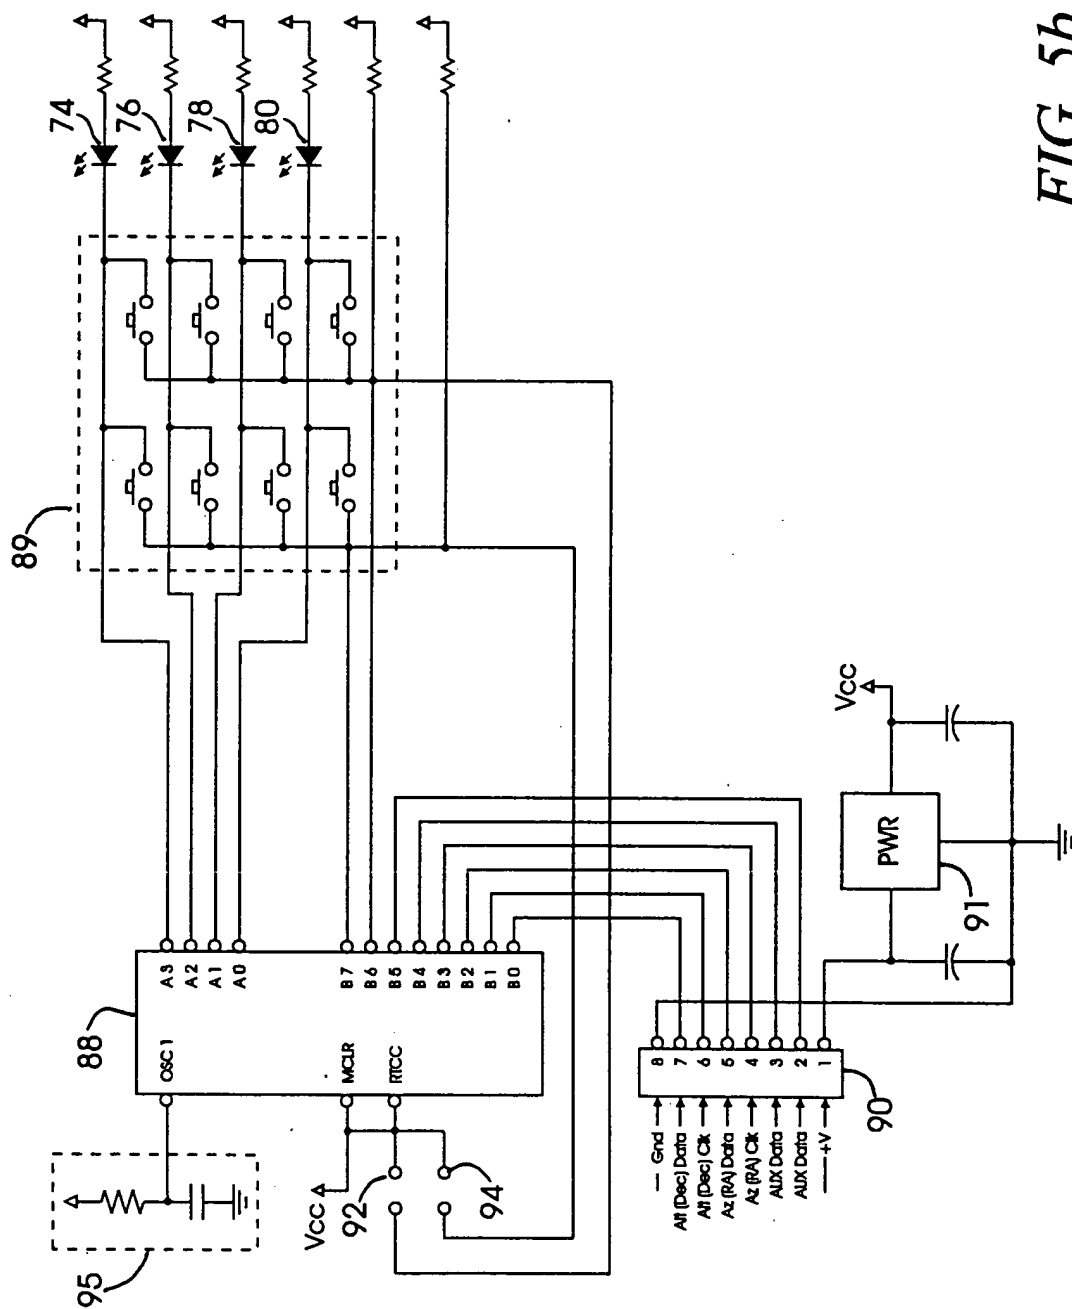 FIG. 5b
74
76
78
80
89
88
OSC1
MCLR
RTCC
A3
A2
A1
A0
B7
B6
B5
B4
B3
B2
B1
B0
95
Vcc
92
94
Gnd 8
Alt (Dec) Data 7
Alt (Dec) Clk 6
Az (RA) Data 5
Az (RA) Clk 4
AUX Data 3
AUX Data 2
+V 1
90
Vcc
PWR
91